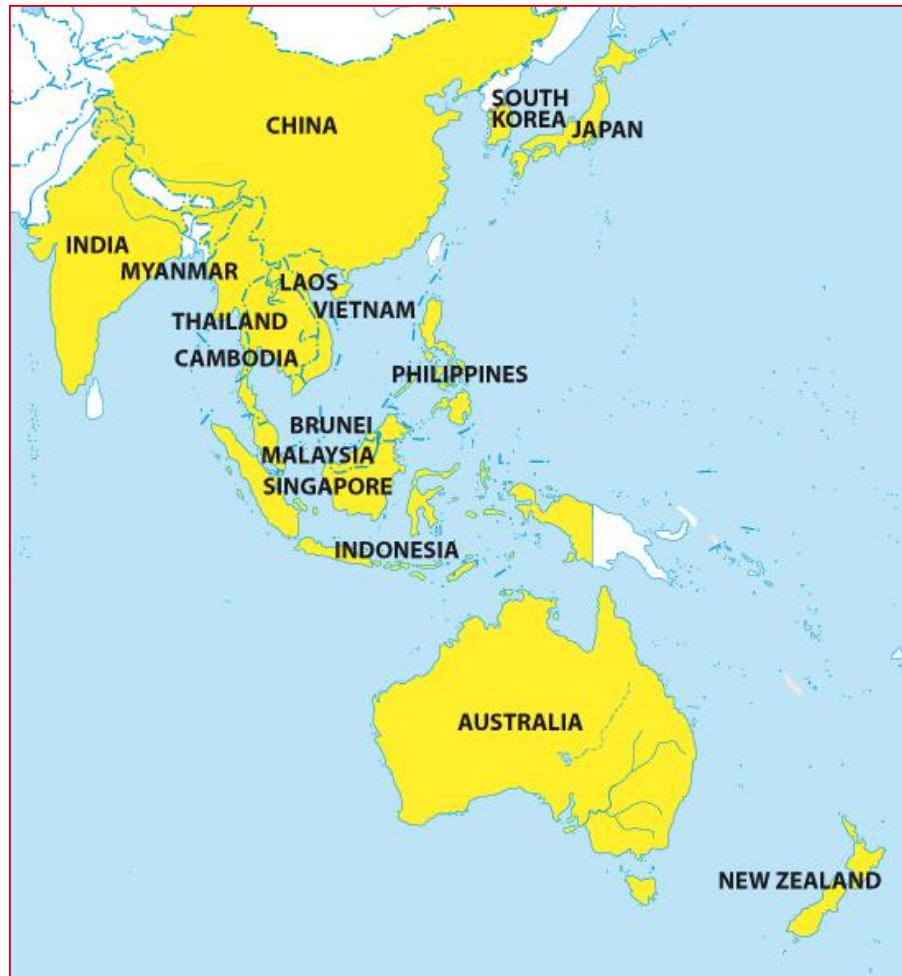 SOUTH
KOREA
JAPAN
CHINA
INDIA
MYANMAR
LAOS
VIETNAM
THAILAND
CAMBODIA
PHILIPPINES
BRUNEI
MALAYSIA
SINGAPORE
INDONESIA
AUSTRALIA
NEW ZEALAND